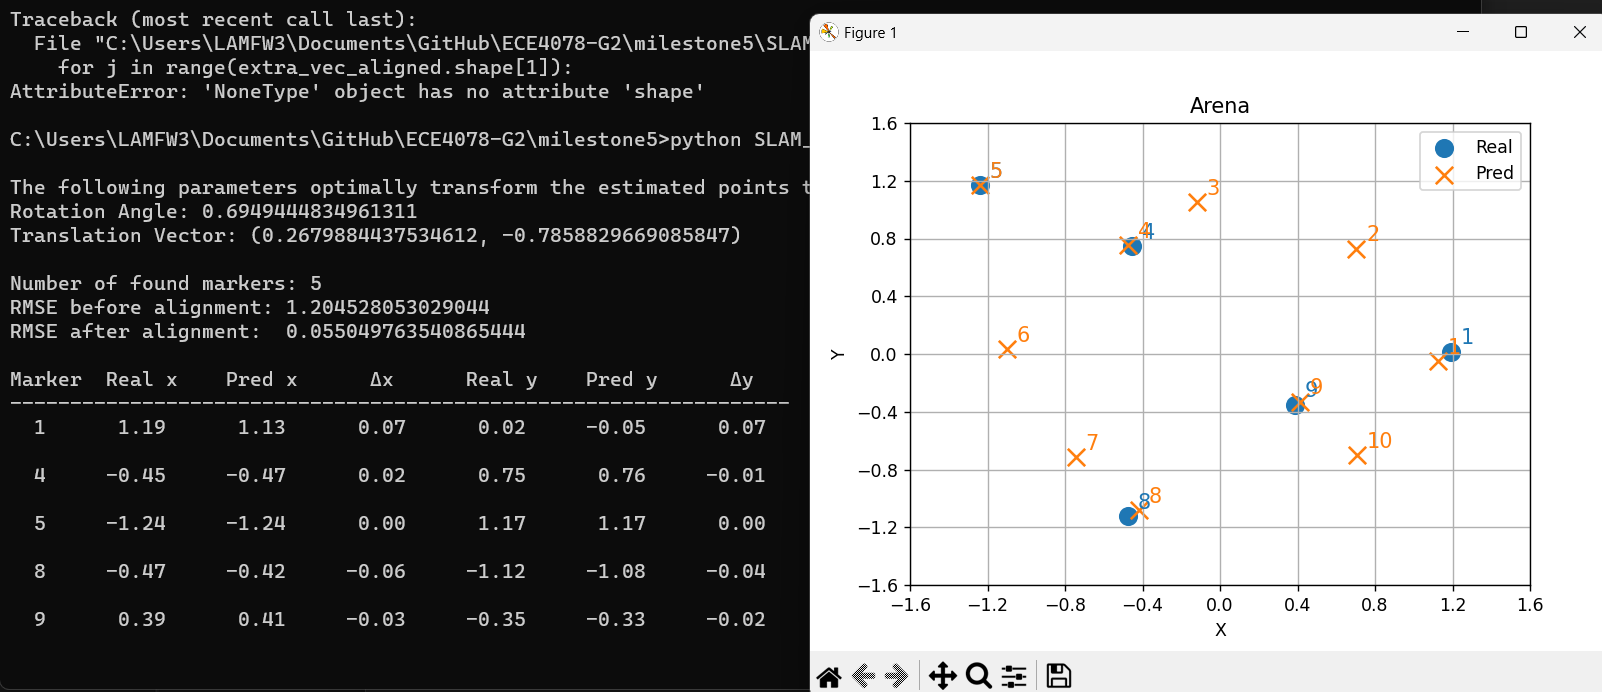 Traceback (most recent call last):
File "C:\Users\LAMFW3\Documents\GitHub\ECE4078-G2\milestone5\SLAM
for j in range(extra_vec_aligned.shape[1]):
AttributeError: 'NoneType' object has no attribute 'shape'
C:\Users\LAMFW3\Documents\GitHub\ECE4078-G2\milestone5>python SLAM_
The following parameters optimally transform the estimated points t
Rotation Angle: 0.6949444834961311
Translation Vector: (0.2679884437534612, -0.7858829669085847)
Number of found markers: 5
RMSE before alignment: 1.204528053029044
RMSE after alignment:  0.055049763540865444
Marker Real x Pred x Δx Real y Pred y Δy
---------------------------------------------------------------
1 1.19 1.13 0.07 0.02 -0.05 0.07
4 -0.45 -0.47 0.02 0.75 0.76 -0.01
5 -1.24 -1.24 0.00 1.17 1.17 0.00
8 -0.47 -0.42 -0.06 -1.12 -1.08 -0.04
9 0.39 0.41 -0.03 -0.35 -0.33 -0.02
Figure 1
Arena
Real
Pred
1.6
1.2
0.8
0.4
0.0
−0.4
−0.8
−1.2
−1.6
Y
5
3
4
4
2
6
1
1
9
9
7
10
8
8
−1.6 −1.2 −0.8 −0.4 0.0 0.4 0.8 1.2 1.6
X